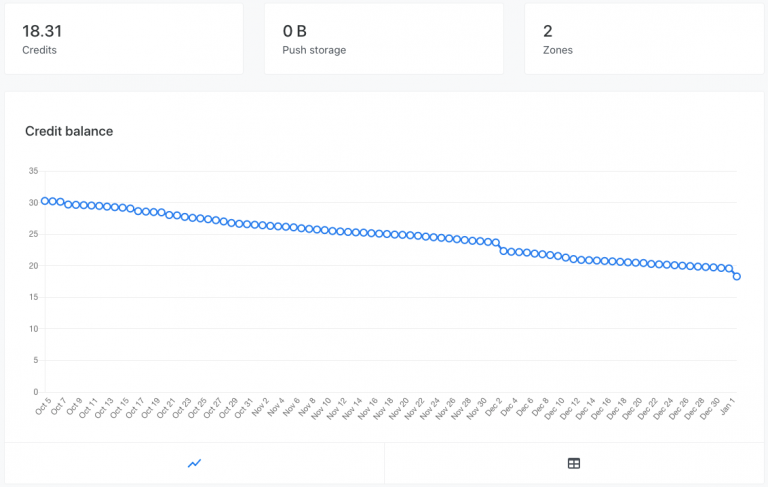 18.31
Credits
0 B
Push storage
2
Zones
Credit balance
35
30
25
20
15
10
5
0
Oct 5
Oct 7
Oct 9
Oct 11
Oct 13
Oct 15
Oct 17
Oct 19
Oct 21
Oct 23
Oct 25
Oct 27
Oct 29
Oct 31
Nov 2
Nov 4
Nov 6
Nov 8
Nov 10
Nov 12
Nov 14
Nov 16
Nov 18
Nov 20
Nov 22
Nov 24
Nov 26
Nov 28
Nov 30
Dec 2
Dec 4
Dec 6
Dec 8
Dec 10
Dec 12
Dec 14
Dec 16
Dec 18
Dec 20
Dec 22
Dec 24
Dec 26
Dec 28
Dec 30
Jan 1